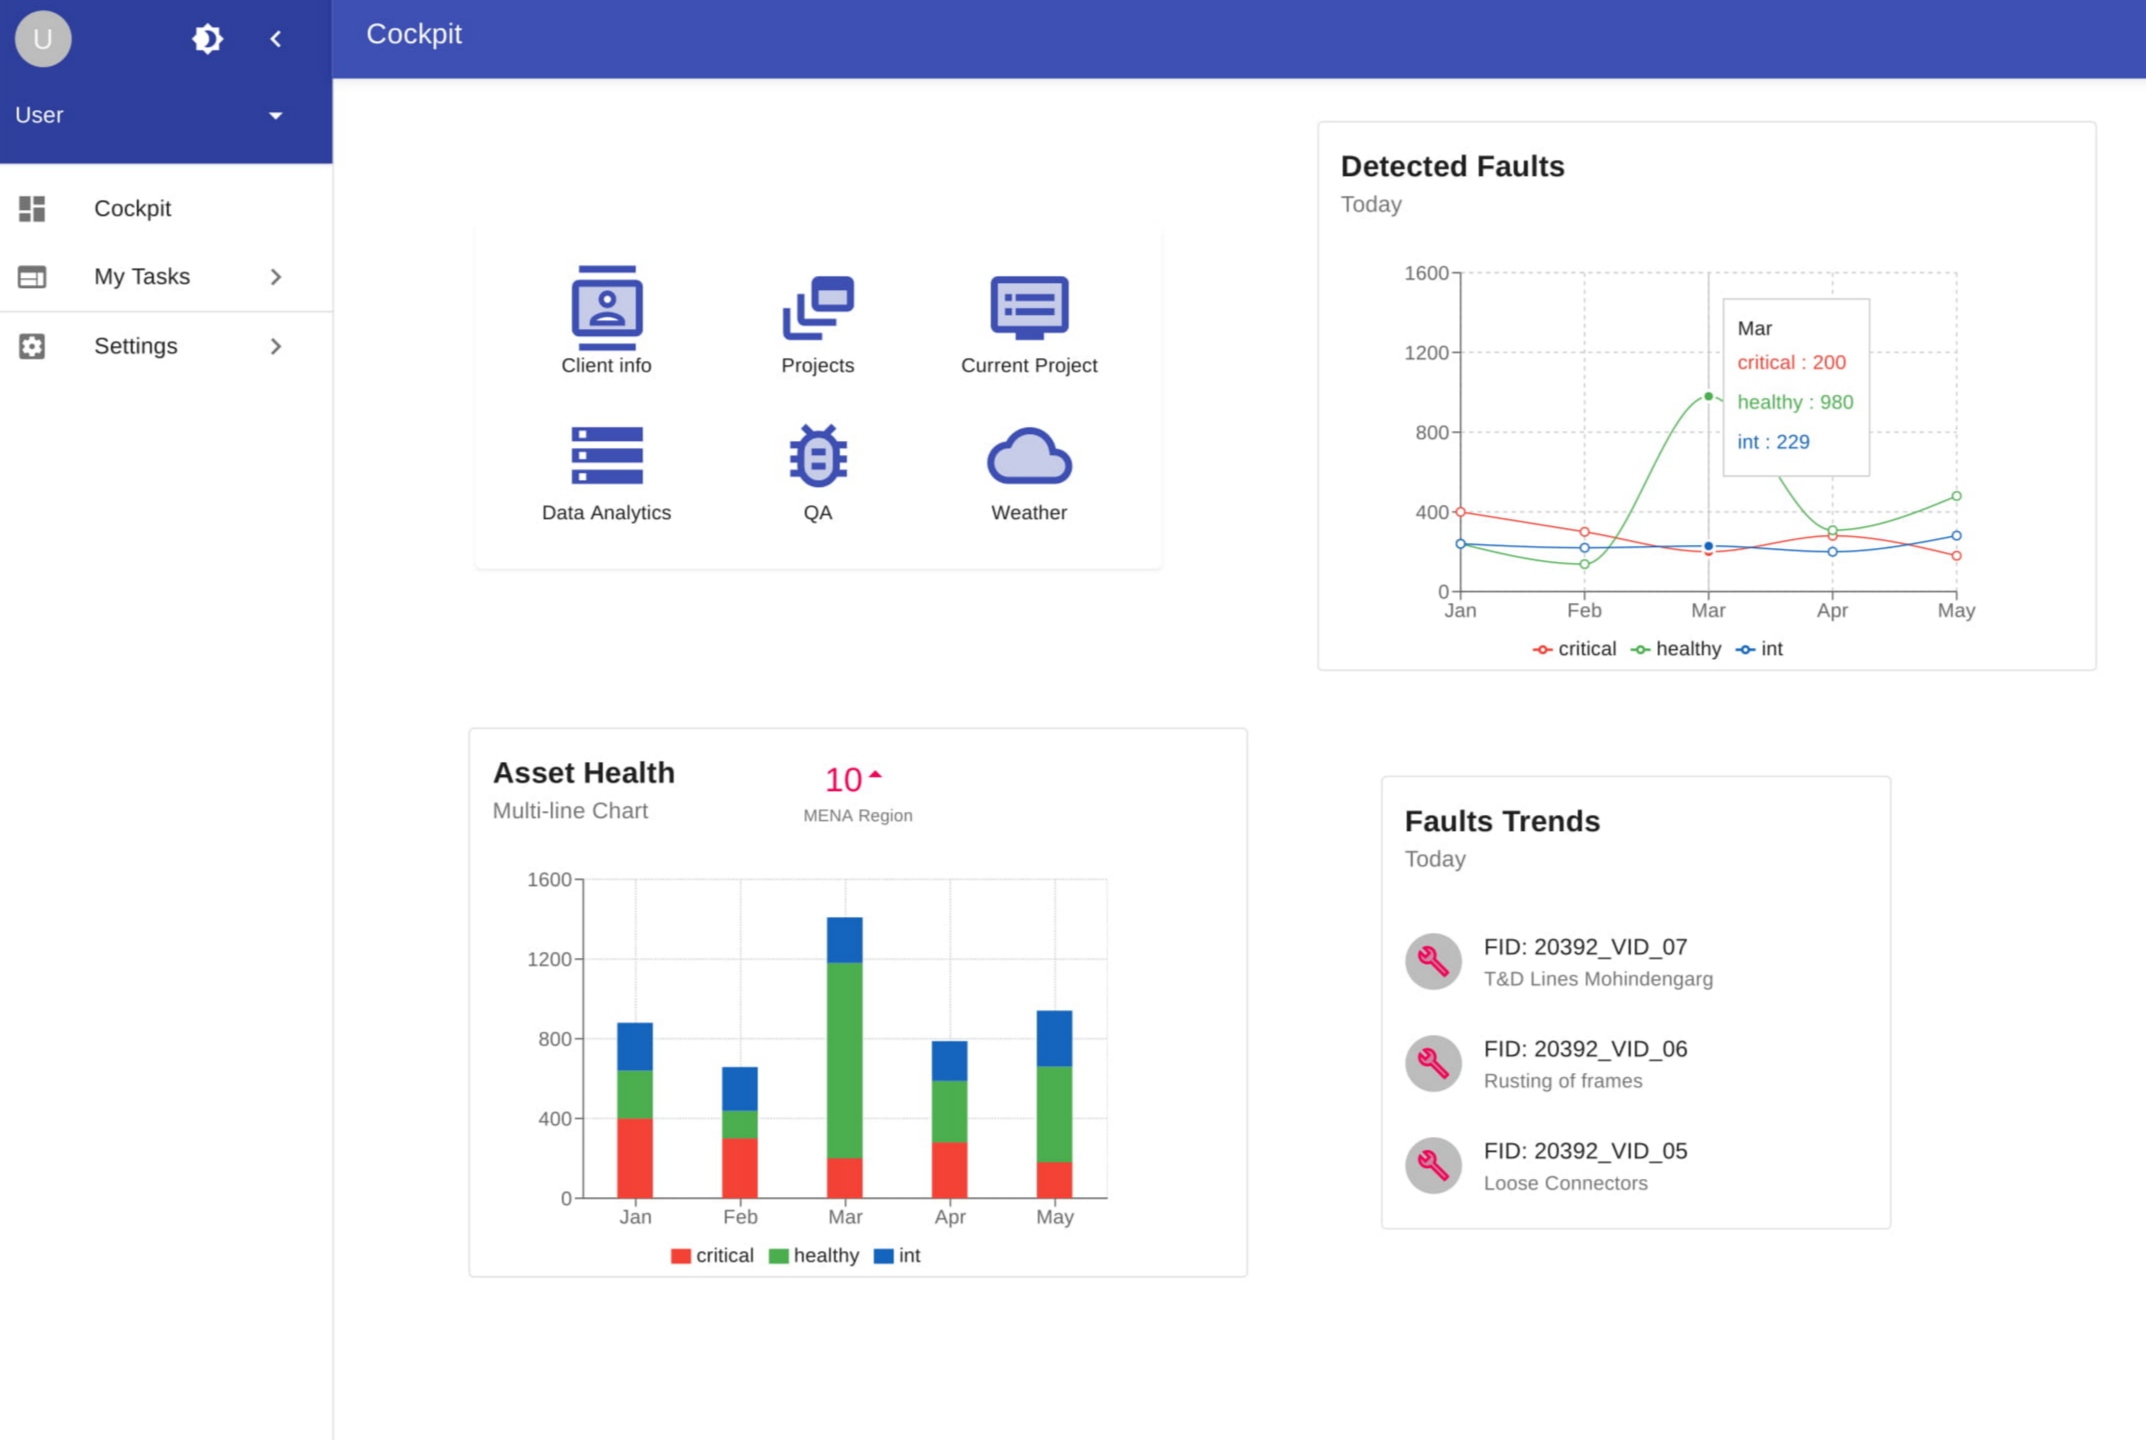 U
Cockpit
User
Cockpit
My Tasks
Settings
Client info
Projects
Current Project
Data Analytics
QA
Weather
Detected Faults
Today
1600
1200
800
400
0
Jan
Feb
Mar
Apr
May
Mar
critical : 200
healthy : 980
int : 229
critical
healthy
int
Asset Health
Multi-line Chart
10
MENA Region
1600
1200
800
400
0
Jan
Feb
Mar
Apr
May
critical
healthy
int
Faults Trends
Today
FID: 20392_VID_07
T&D Lines Mohindengarg
FID: 20392_VID_06
Rusting of frames
FID: 20392_VID_05
Loose Connectors